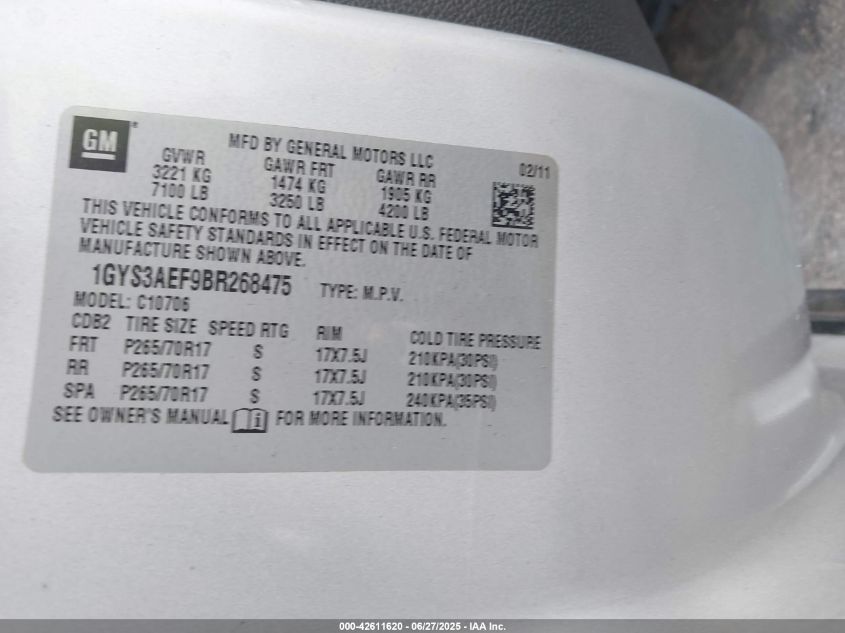 GM
MFD BY GENERAL MOTORS LLC
GVWR GAWR FRT GAWR RR 02/11
3221 KG 1474 KG 1905 KG
7100 LB 3250 LB 4200 LB
THIS VEHICLE CONFORMS TO ALL APPLICABLE U.S. FEDERAL MOTOR
VEHICLE SAFETY STANDARDS IN EFFECT ON THE DATE OF
MANUFACTURE SHOWN ABOVE.
1GYS3AEF9BR268475 TYPE: M.P.V.
MODEL: C10706
CDB2 TIRE SIZE SPEED RTG RIM COLD TIRE PRESSURE
FRT P265/70R17 S 17X7.5J 210KPA(30PSI)
RR P265/70R17 S 17X7.5J 210KPA(30PSI)
SPA P265/70R17 S 17X7.5J 240KPA(35PSI)
SEE OWNER'S MANUAL i FOR MORE INFORMATION.
000-42611620 - 06/27/2025 - IAA Inc.